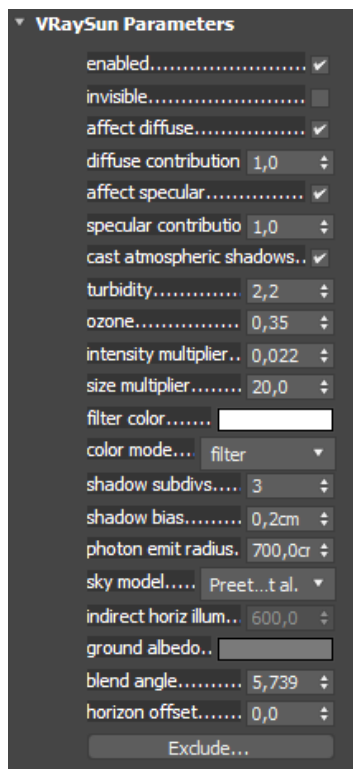 VRaySun Parameters
enabled........................
invisible........................
affect diffuse.................
diffuse contribution 1,0
affect specular...............
specular contributio 1,0
cast atmospheric shadows..
turbidity............. 2,2
ozone................ 0,35
intensity multiplier.. 0,022
size multiplier........ 20,0
filter color.......
color mode... filter
shadow subdivs..... 3
shadow bias......... 0,2cm
photon emit radius. 700,0cr
sky model..... Preet...t al.
indirect horiz illum... 600,0
ground albedo..
blend angle.......... 5,739
horizon offset....... 0,0
Exclude...